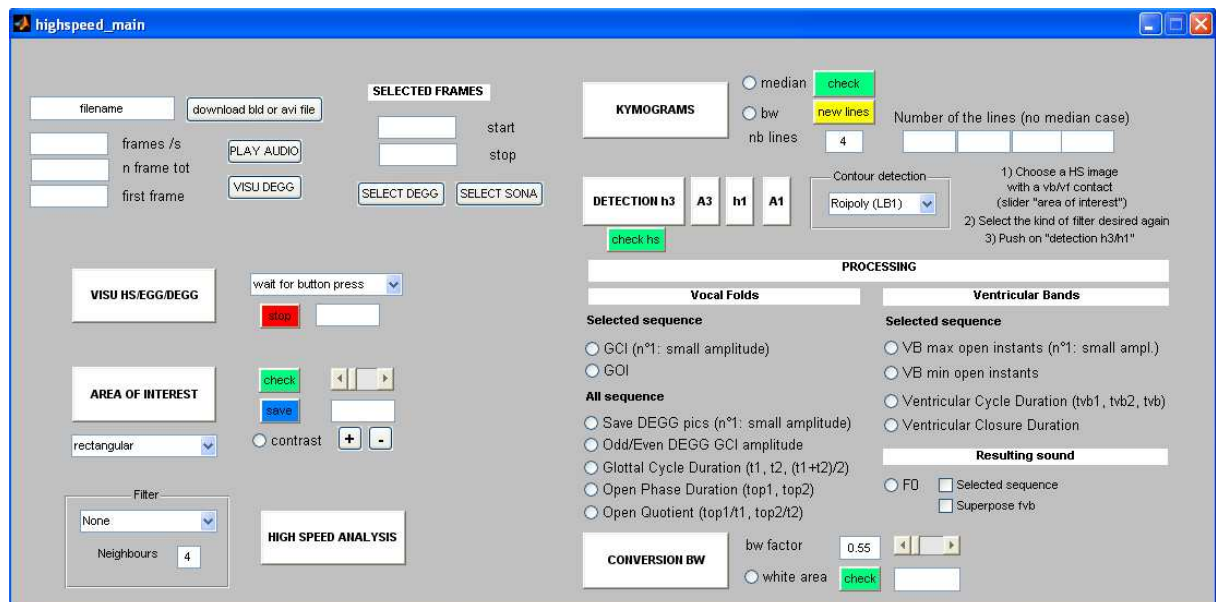 highspeed_main
filename
download bld or avi file
frames /s
n frame tot
first frame
PLAY AUDIO
VISU DEGG
SELECTED FRAMES
start
stop
SELECT DEGG
SELECT SONA
VISU HS/EGG/DEGG
wait for button press
stop
AREA OF INTEREST
check
save
rectangular
contrast
+
-
Filter
None
Neighbours
4
HIGH SPEED ANALYSIS
KYMOGRAMS
median
check
bw
new lines
nb lines
4
Number of the lines (no median case)
DETECTION h3
A3
h1
A1
check hs
Contour detection
Roipoly (LB1)
1) Choose a HS image
with a vb/vf contact
(slider "area of interest")
2) Select the kind of filter desired again
3) Push on "detection h3/h1"
PROCESSING
Vocal Folds
Selected sequence
GCI (n°1: small amplitude)
GOI
All sequence
Save DEGG pics (n°1: small amplitude)
Odd/Even DEGG GCI amplitude
Glottal Cycle Duration (t1, t2, (t1+t2)/2)
Open Phase Duration (top1, top2)
Open Quotient (top1/t1, top2/t2)
Ventricular Bands
Selected sequence
VB max open instants (n°1: small ampl.)
VB min open instants
Ventricular Cycle Duration (tvb1, tvb2, tvb)
Ventricular Closure Duration
Resulting sound
F0
Selected sequence
Superpose fvb
CONVERSION BW
bw factor
0.55
white area
check